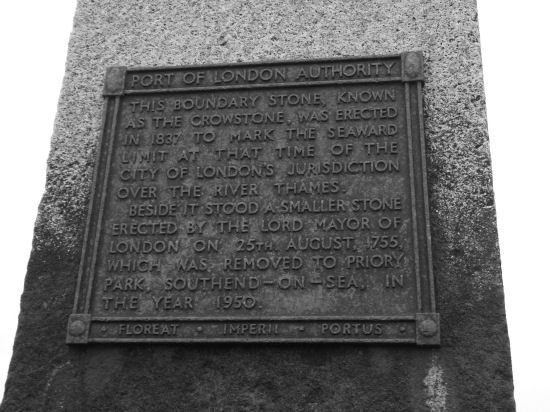 PORT OF LONDON AUTHORITY
THIS BOUNDARY STONE, KNOWN
AS THE CROWSTONE, WAS ERECTED
IN 1837 TO MARK THE SEAWARD
LIMIT AT THAT TIME OF THE
CITY OF LONDON'S JURISDICTION
OVER THE RIVER THAMES.
BESIDE IT STOOD A SMALLER STONE
ERECTED BY THE LORD MAYOR OF
LONDON ON 25TH. AUGUST, 1755,
WHICH WAS REMOVED TO PRIORY
PARK, SOUTHEND-ON-SEA, IN
THE YEAR 1950.
FLOREAT • IMPERII • PORTUS